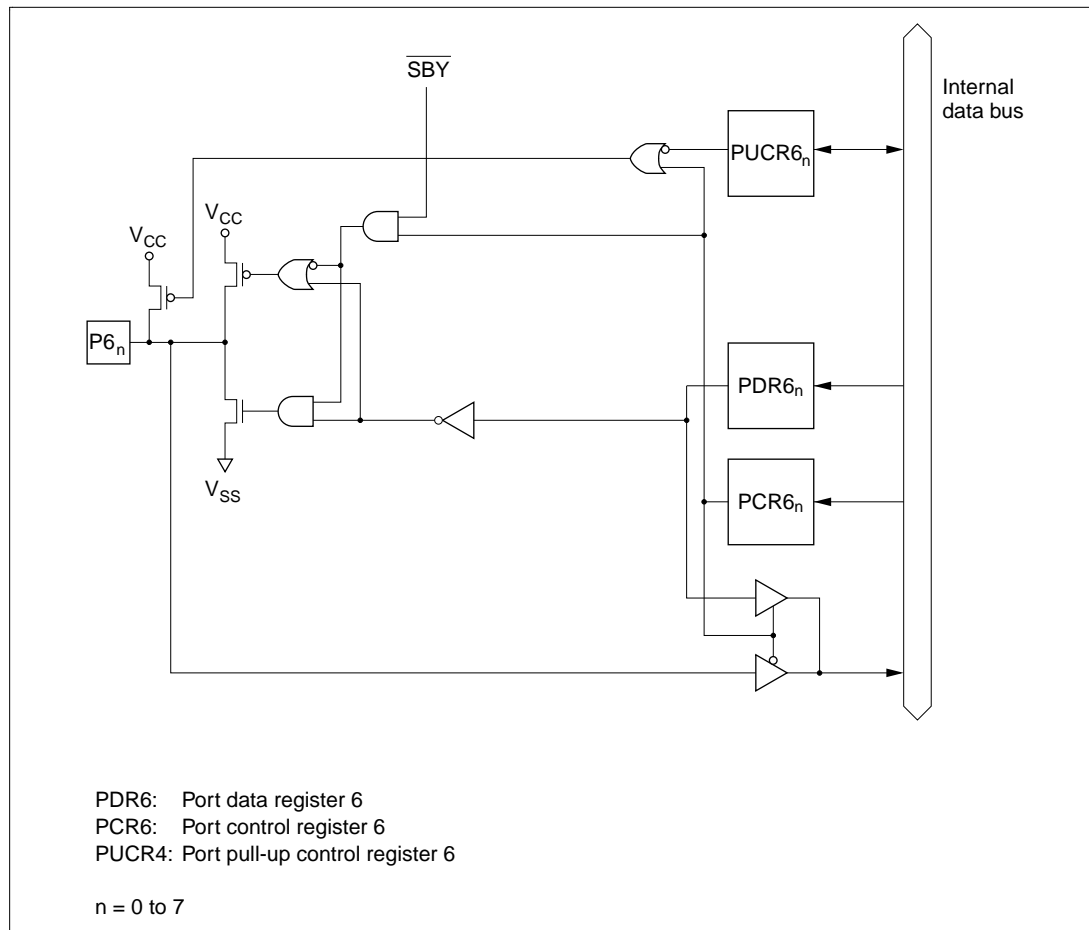 SBY
Internal
data bus
PUCR6n
VCC
VCC
P6n
PDR6n
VSS
PCR6n
PDR6: Port data register 6
PCR6: Port control register 6
PUCR4: Port pull-up control register 6
n = 0 to 7